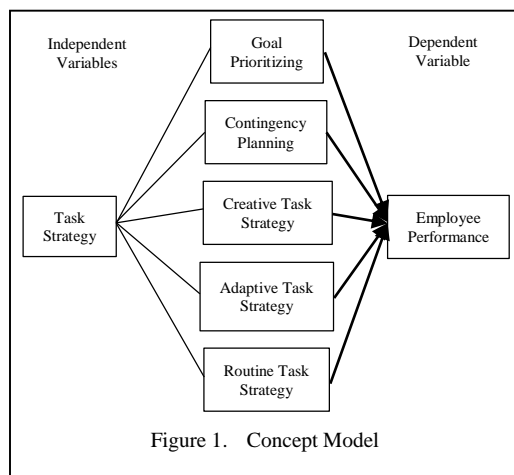 Independent
Variables
Goal
Prioritizing
Dependent
Variable
Contingency
Planning
Task
Strategy
Creative Task
Strategy
Employee
Performance
Adaptive Task
Strategy
Routine Task
Strategy
Figure 1. Concept Model